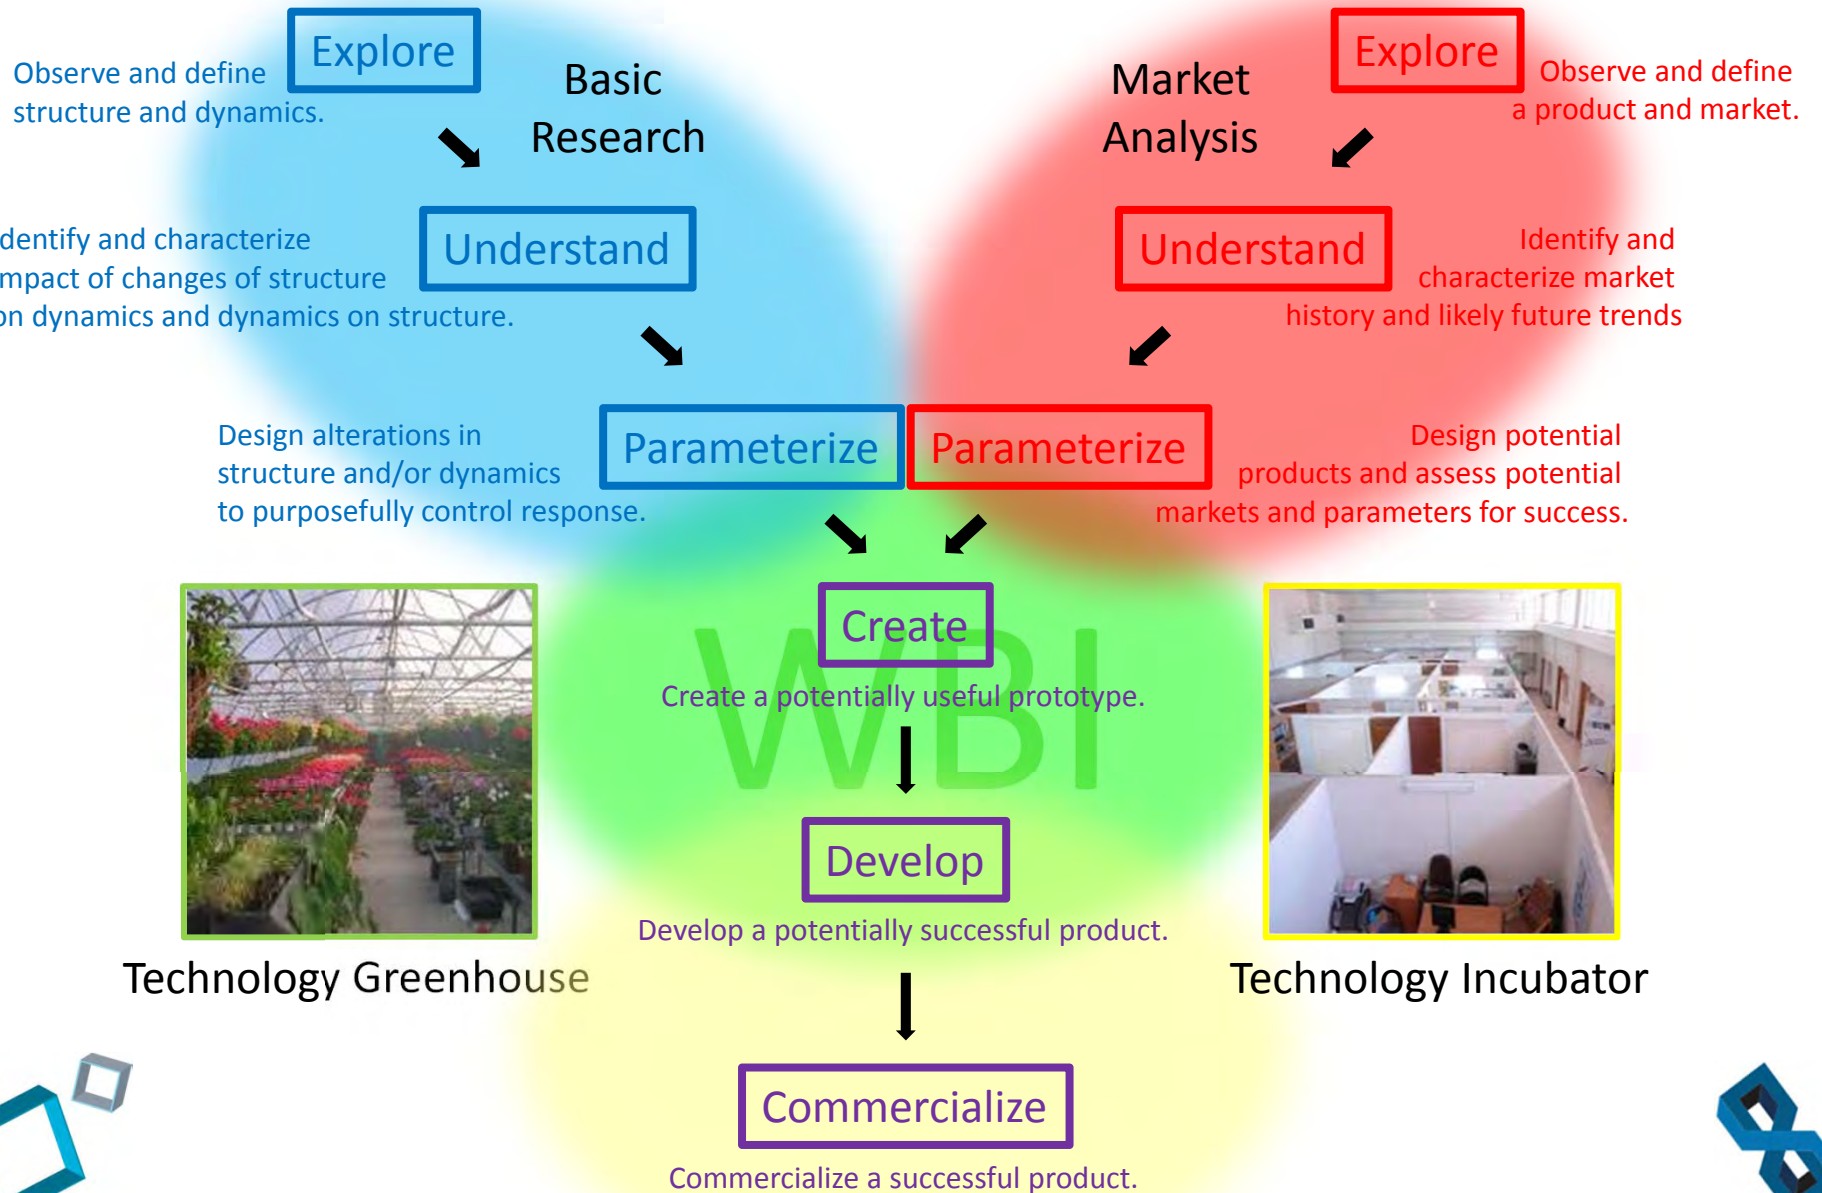 Explore
Observe and define
structure and dynamics.
Basic
Research
Market
Analysis
Explore
Observe and define
a product and market.
dentify and characterize
mpact of changes of structure
on dynamics and dynamics on structure.
Understand
Understand
Identify and
characterize market
history and likely future trends
Design alterations in
structure and/or dynamics
to purposefully control response.
Parameterize
Parameterize
Design potential
products and assess potential
markets and parameters for success.
WBI
Create
Create a potentially useful prototype.
Develop
Develop a potentially successful product.
Technology Greenhouse
Technology Incubator
Commercialize
Commercialize a successful product.